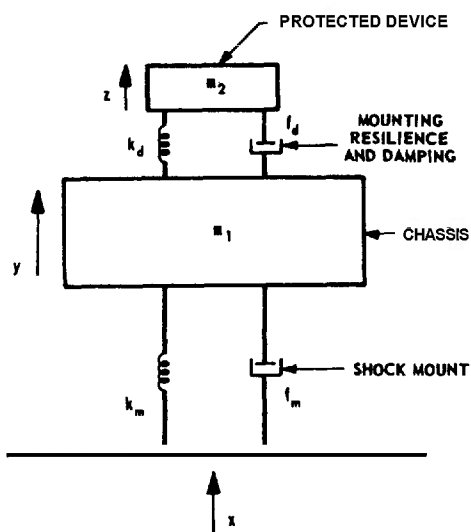 PROTECTED DEVICE
m2
z
kd
fd
MOUNTING
RESILIENCE
AND DAMPING
m1
CHASSIS
y
SHOCK MOUNT
km
fm
x